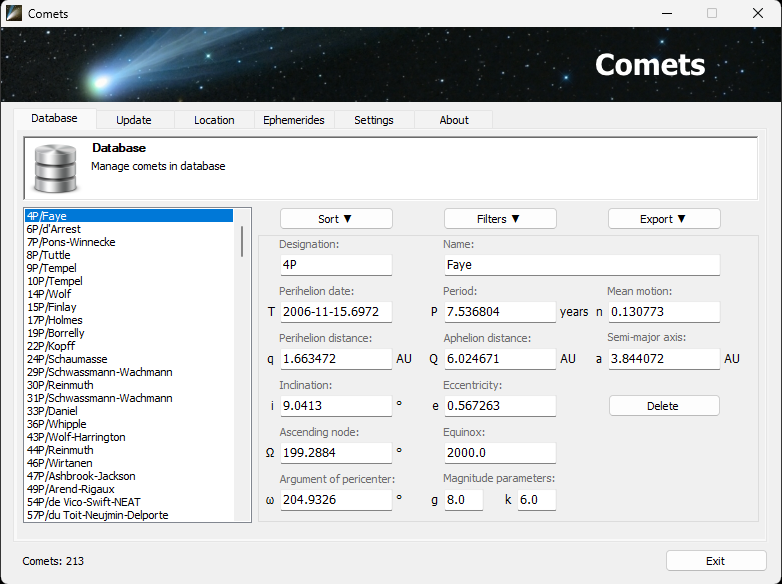 Comets
Comets
Database Update Location Ephemerides Settings About
Database
Manage comets in database
4P/Faye
6P/d'Arrest
7P/Pons-Winnecke
8P/Tuttle
9P/Tempel
10P/Tempel
14P/Wolf
15P/Finlay
17P/Holmes
19P/Borrelly
22P/Kopff
24P/Schaumasse
29P/Schwassmann-Wachmann
30P/Reinmuth
31P/Schwassmann-Wachmann
33P/Daniel
36P/Whipple
43P/Wolf-Harrington
44P/Reinmuth
46P/Wirtanen
47P/Ashbrook-Jackson
49P/Arend-Rigaux
54P/de Vico-Swift-NEAT
57P/du Toit-Neujmin-Delporte
Sort ▼ Filters ▼ Export ▼
Designation: Name:
4P Faye
Perihelion date: Period: Mean motion:
T 2006-11-15.6972 P 7.536804 years n 0.130773
Perihelion distance: Aphelion distance: Semi-major axis:
q 1.663472 AU Q 6.024671 AU a 3.844072 AU
Inclination: Eccentricity:
i 9.0413 ° e 0.567263 Delete
Ascending node: Equinox:
Ω 199.2884 ° 2000.0
Argument of pericenter: Magnitude parameters:
ω 204.9326 ° g 8.0 k 6.0
Comets: 213 Exit